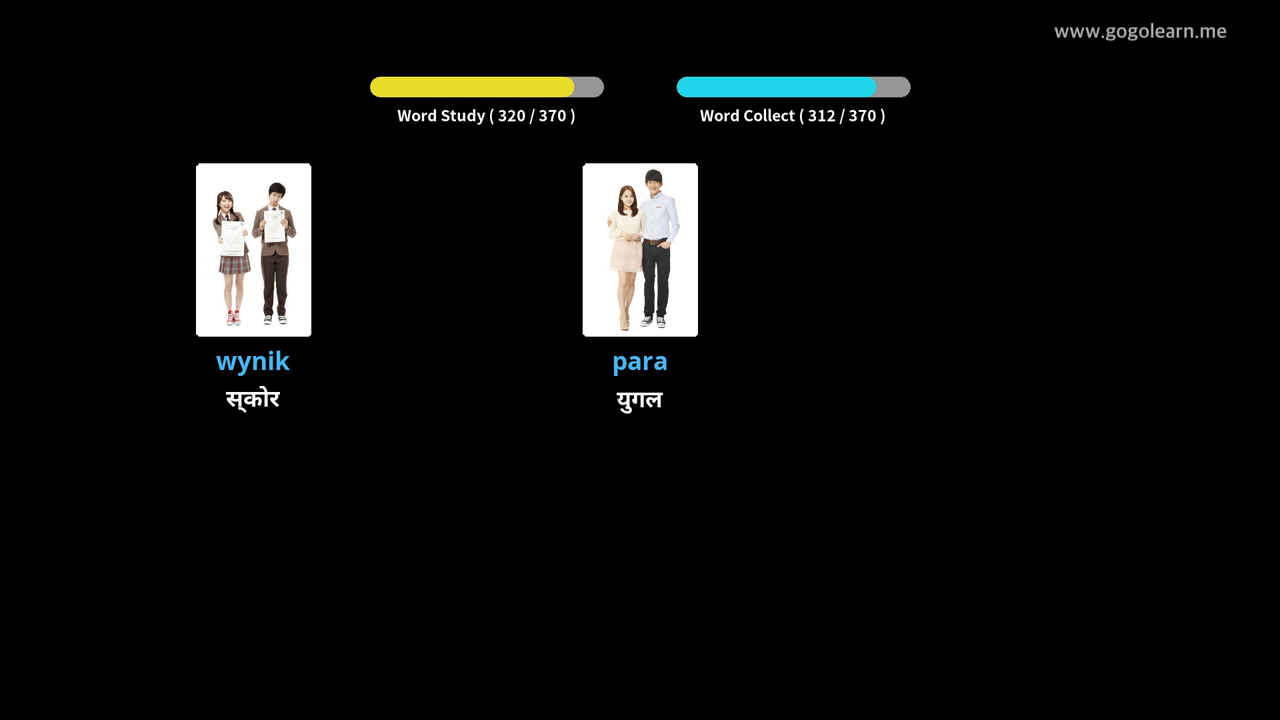 www.gogolearn.me
Word Study ( 320 / 370 )
Word Collect ( 312 / 370 )
wynik
स्‌कोर
para
युगल